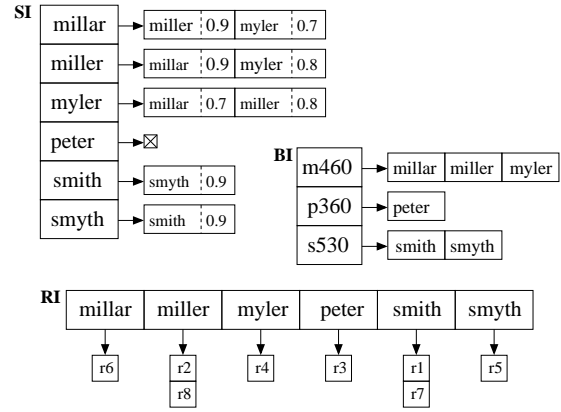 SI
millar miller 0.9 myler 0.7
miller millar 0.9 myler 0.8
myler millar 0.7 miller 0.8
peter
smith smyth 0.9
smyth smith 0.9
BI
m460 millar miller myler
p360 peter
s530 smith smyth
RI
millar miller myler peter smith smyth
r6 r2 r4 r3 r1 r5
r8 r7